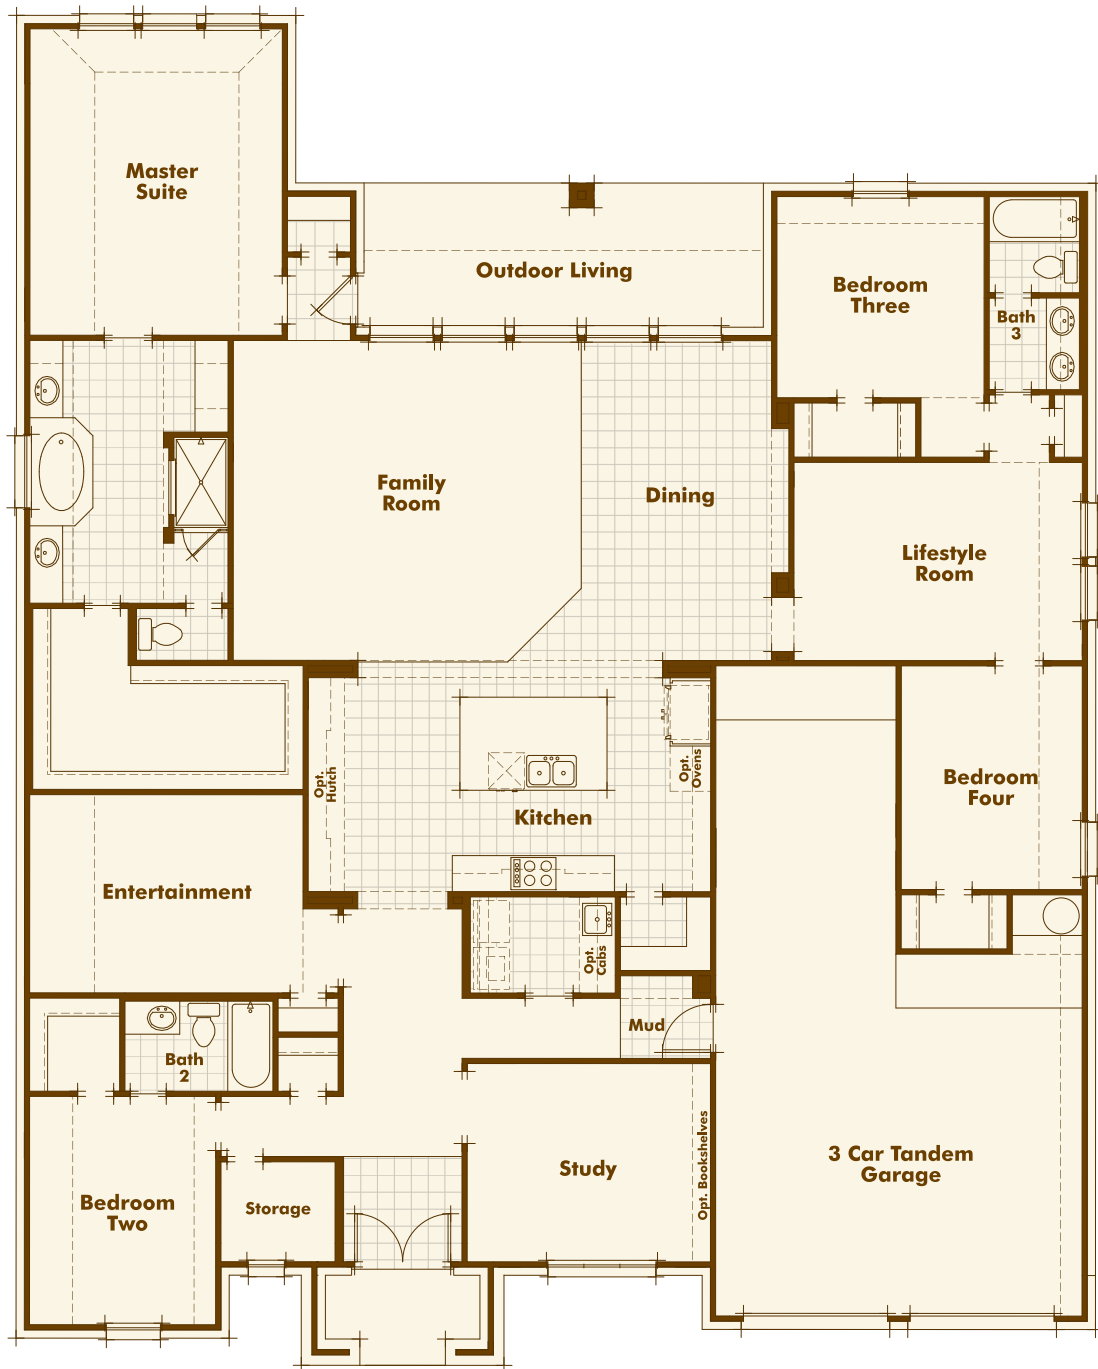 Master
Suite
Outdoor Living
Bedroom
Three
Bath
3
Family
Room
Dining
Lifestyle
Room
Opt.
Hutch
Opt.
Ovens
Kitchen
Bedroom
Four
Entertainment
Opt.
Cabs
Mud
Bath
2
Opt. Bookshelves
Study
3 Car Tandem
Garage
Bedroom
Two
Storage